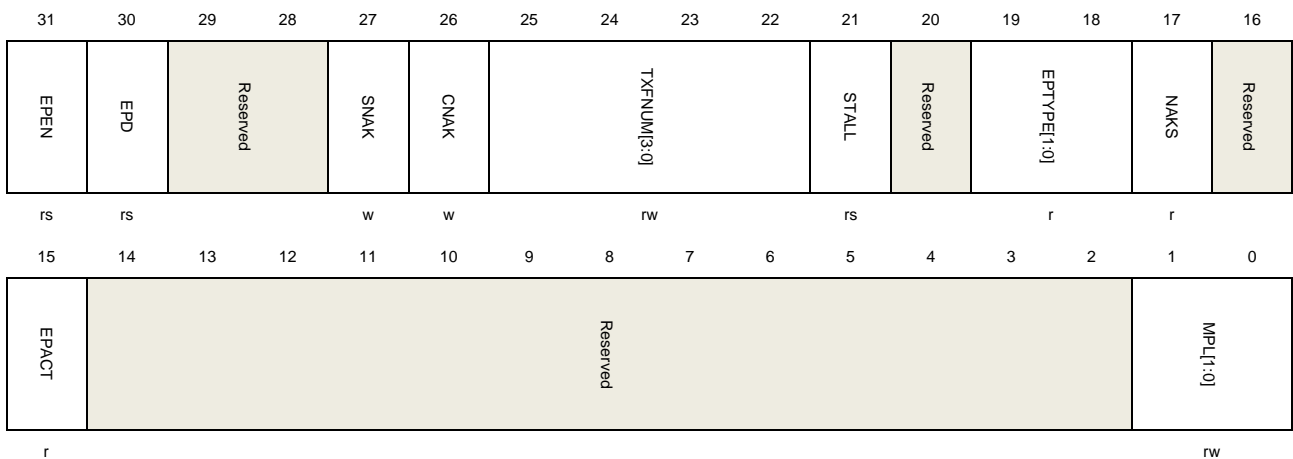 31 30 29 28 27 26 25 24 23 22 21 20 19 18 17 16
EPEN EPD Reserved SNAK CNAK TXFNUM[3:0] STALL Reserved EPTYPE[1:0] NAKS Reserved
rs rs w w rw rs r r
15 14 13 12 11 10 9 8 7 6 5 4 3 2 1 0
EPACT Reserved MPL[1:0]
r rw